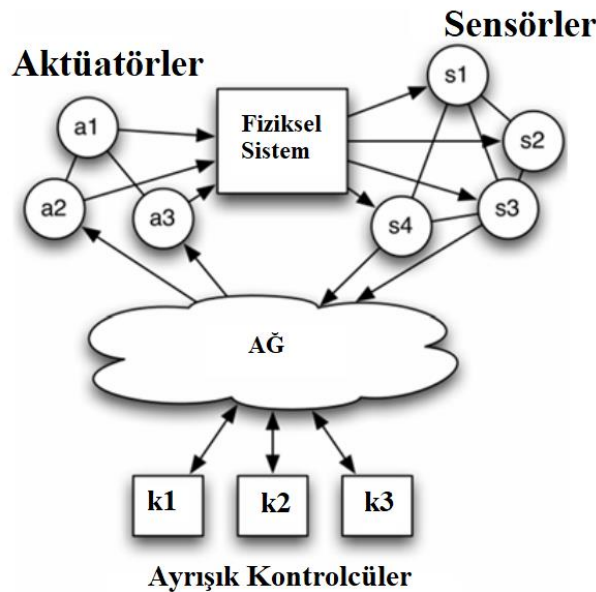 Sensörler
Aktüatörler
s1
a1
Fiziksel
Sistem
s2
a2
a3
s4
s3
AĞ
k1
k2
k3
Ayrışık Kontrolcüler